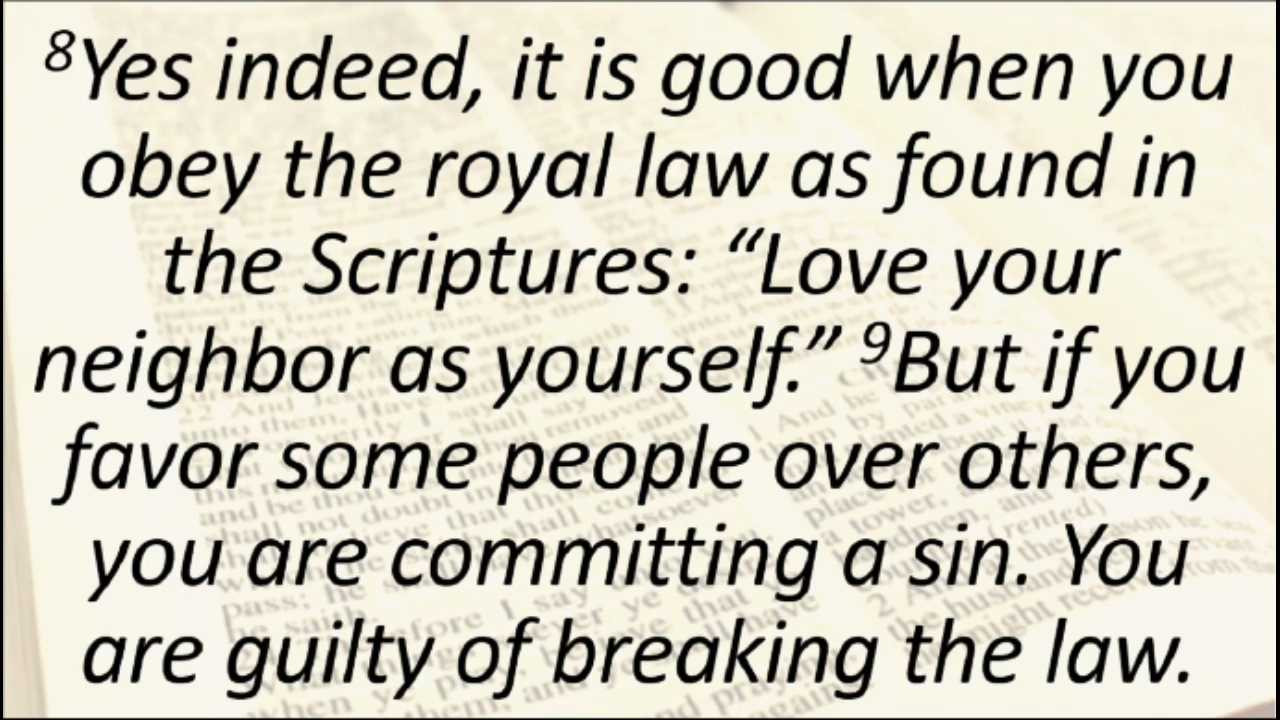 ⁸Yes indeed, it is good when you
obey the royal law as found in
the Scriptures: “Love your
neighbor as yourself.” ⁹But if you
favor some people over others,
you are committing a sin. You
are guilty of breaking the law.